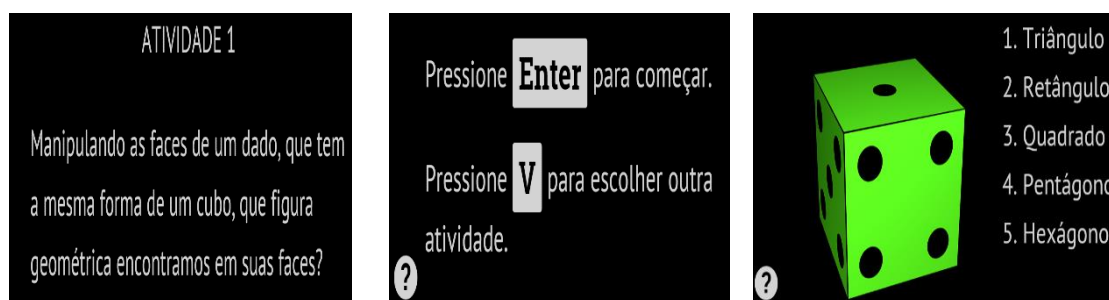 ATIVIDADE 1
Manipulando as faces de um dado, que tem
a mesma forma de um cubo, que figura
geométrica encontramos em suas faces?
Pressione Enter para começar.
Pressione V para escolher outra
atividade.
?
1. Triângulo
2. Retângulo
3. Quadrado
4. Pentágono
5. Hexágono
?